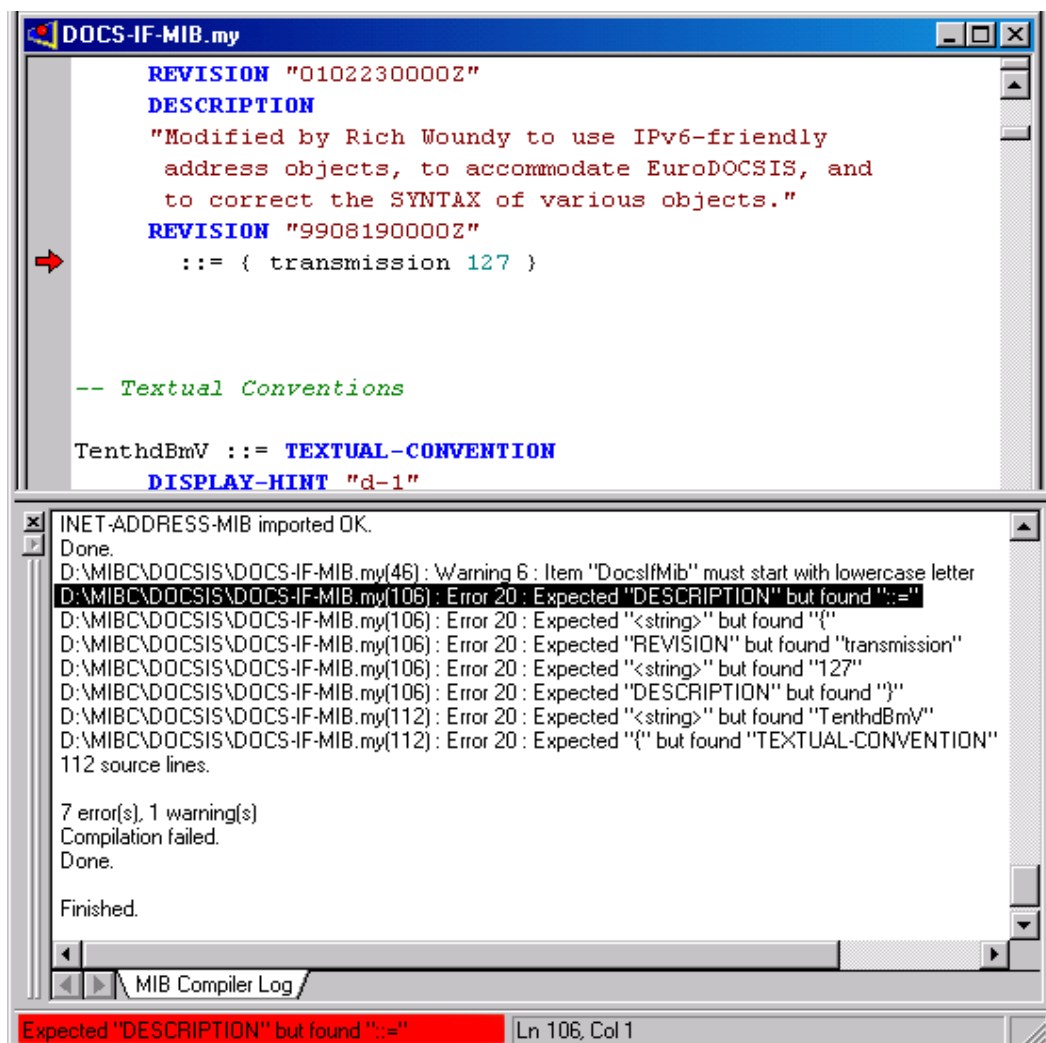 DOCS-IF-MIB.my
REVISION "0102230000Z"
DESCRIPTION
"Modified by Rich Woundy to use IPv6-friendly
address objects, to accommodate EuroDOCSIS, and
to correct the SYNTAX of various objects."
REVISION "9908190000Z"
::= { transmission 127 }
-- Textual Conventions
TenthdBmV ::= TEXTUAL-CONVENTION
DISPLAY-HINT "d-1"
INET-ADDRESS-MIB imported OK.
Done.
D:\MIBC\DOCSIS\DOCS-IF-MIB.my(46) : Warning 6 : Item "DocsIfMib" must start with lowercase letter
D:\MIBC\DOCSIS\DOCS-IF-MIB.my(106) : Error 20 : Expected "DESCRIPTION" but found "::="
D:\MIBC\DOCSIS\DOCS-IF-MIB.my(106) : Error 20 : Expected "<string>" but found "{"
D:\MIBC\DOCSIS\DOCS-IF-MIB.my(106) : Error 20 : Expected "REVISION" but found "transmission"
D:\MIBC\DOCSIS\DOCS-IF-MIB.my(106) : Error 20 : Expected "<string>" but found "127"
D:\MIBC\DOCSIS\DOCS-IF-MIB.my(106) : Error 20 : Expected "DESCRIPTION" but found "}"
D:\MIBC\DOCSIS\DOCS-IF-MIB.my(112) : Error 20 : Expected "<string>" but found "TenthdBmV"
D:\MIBC\DOCSIS\DOCS-IF-MIB.my(112) : Error 20 : Expected "{" but found "TEXTUAL-CONVENTION"
112 source lines.
7 error(s), 1 warning(s)
Compilation failed.
Done.
Finished.
MIB Compiler Log
Expected "DESCRIPTION" but found "::=" Ln 106, Col 1